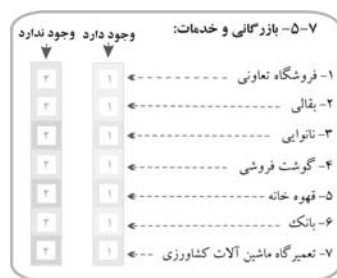 ۵-۷- بازرگانی و خدمات: وجود دارد وجود ندارد
۱- فروشگاه تعاونی ۱ ۲
۲- بقالی ۱ ۲
۳- نانوایی ۱ ۲
۴- گوشت فروشی ۱ ۲
۵- قهوه خانه ۱ ۲
۶- بانک ۱ ۲
۷- تعمیرگاه ماشین آلات کشاورزی ۱ ۲